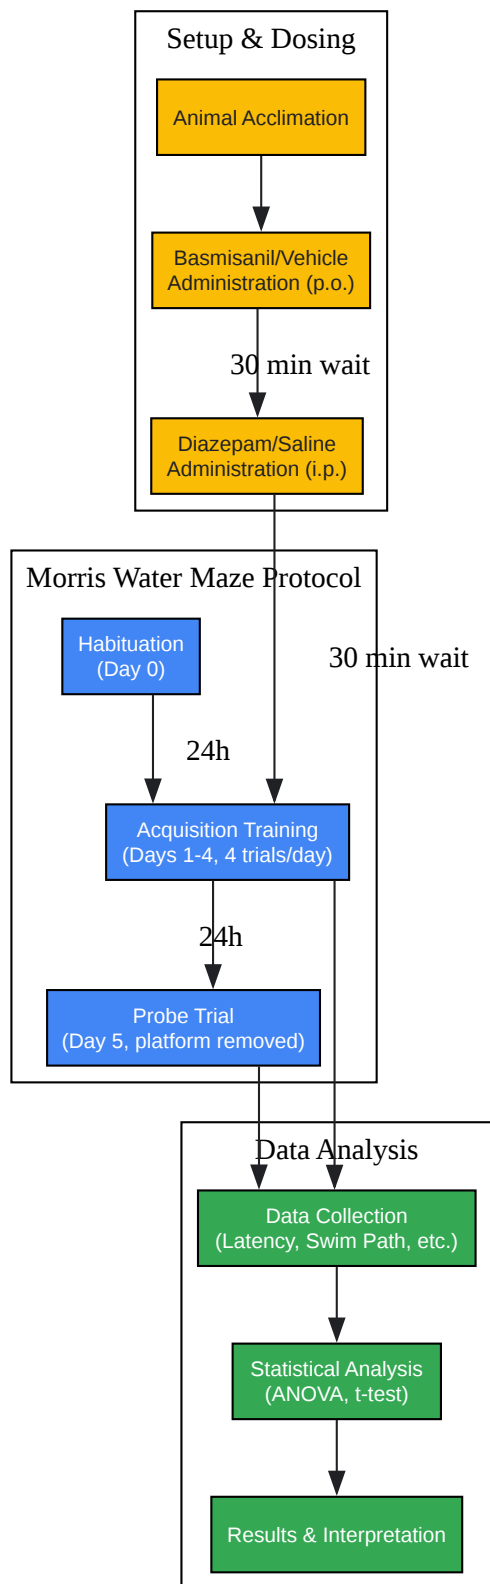 Setup & Dosing
Animal Acclimation
Basmisanil/Vehicle
Administration (p.o.)
30 min wait
Diazepam/Saline
Administration (i.p.)
Morris Water Maze Protocol
Habituation
(Day 0)
30 min wait
24h
Acquisition Training
(Days 1-4, 4 trials/day)
24h
Probe Trial
(Day 5, platform removed)
Data Analysis
Data Collection
(Latency, Swim Path, etc.)
Statistical Analysis
(ANOVA, t-test)
Results & Interpretation